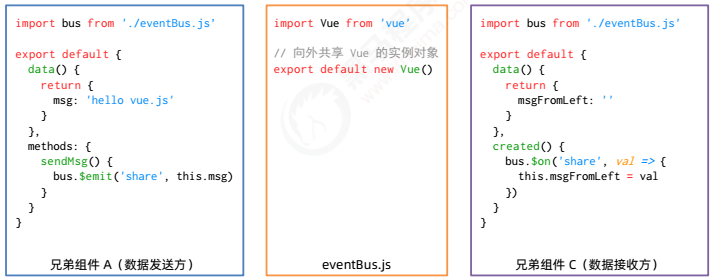 import bus from './eventBus.js'
export default {
data() {
return {
msg: 'hello vue.js'
}
},
methods: {
sendMsg() {
bus.$emit('share', this.msg)
}
}
}
兄弟组件 A（数据发送方）
import Vue from 'vue'
// 向外共享 Vue 的实例对象
export default new Vue()
eventBus.js
import bus from './eventBus.js'
export default {
data() {
return {
msgFromLeft: ''
}
},
created() {
bus.$on('share', val => {
this.msgFromLeft = val
})
}
}
兄弟组件 C（数据接收方）